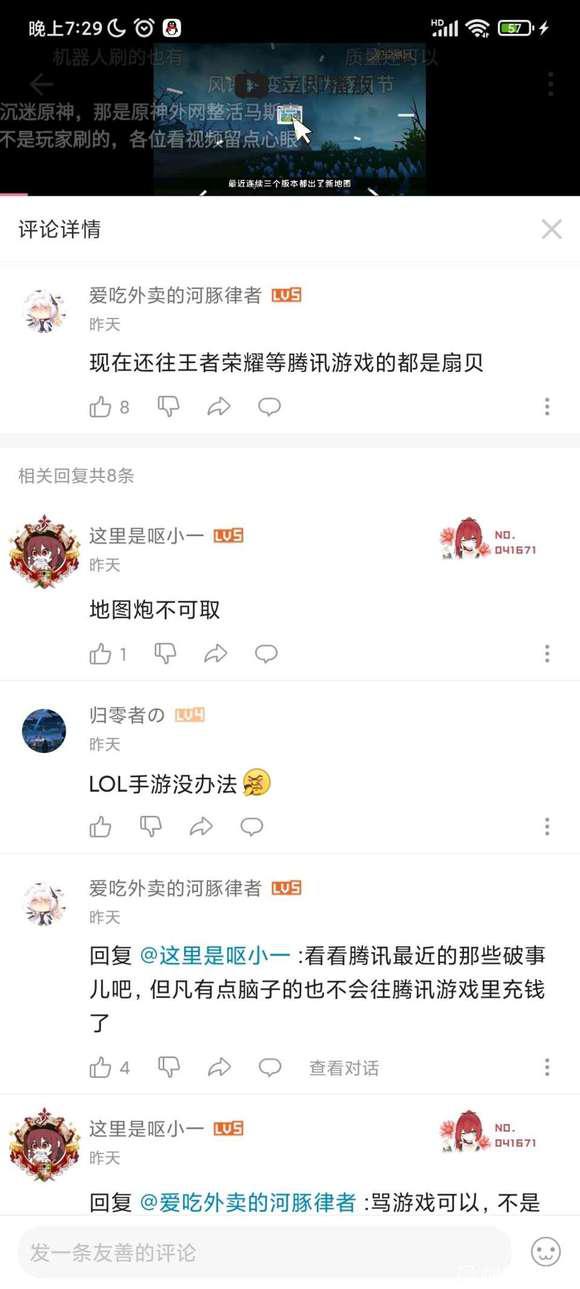 晚上7:29
HD
57
机器人刷的也有
质量还可以
立即播放
沉迷原神，那是原神外网整活马斯
不是玩家刷的，各位看视频留点心眼
最近连续三个版本都出了新地图
评论详情
爱吃外卖的河豚律者 LV5
昨天
现在还往王者荣耀等腾讯游戏的都是扇贝
8
相关回复共8条
这里是呕小一 LV5
NO.
041671
昨天
地图炮不可取
1
归零者の LV4
昨天
LOL手游没办法
爱吃外卖的河豚律者 LV5
昨天
回复 @这里是呕小一 :看看腾讯最近的那些破事
儿吧，但凡有点脑子的也不会往腾讯游戏里充钱
了
4
查看对话
这里是呕小一 LV5
NO.
041671
昨天
回复 @爱吃外卖的河豚律者 :骂游戏可以，不是
发一条友善的评论